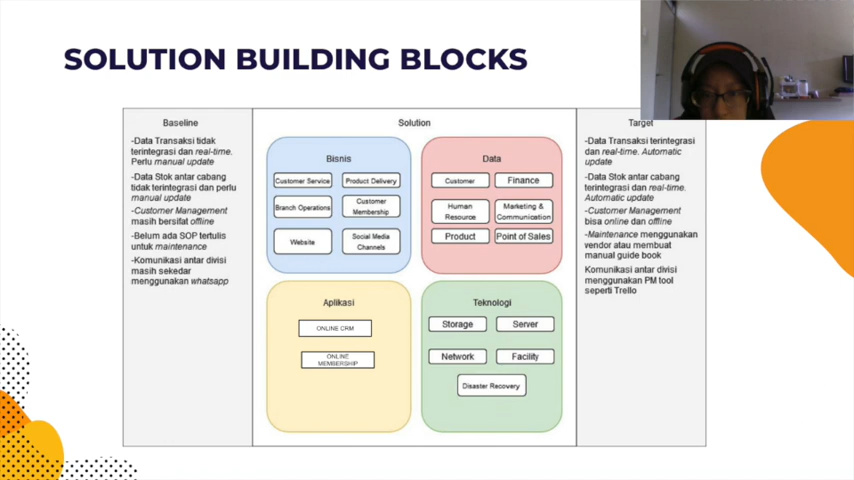 SOLUTION BUILDING BLOCKS
Baseline
-Data Transaksi tidak
terintegrasi dan real-time.
Perlu manual update
-Data Stok antar cabang
tidak terintegrasi dan perlu
manual update
-Customer Management
masih bersifat offline
-Belum ada SOP tertulis
untuk maintenance
-Komunikasi antar divisi
masih sekedar
menggunakan whatsapp
Solution
Bisnis
Customer Service
Product Delivery
Branch Operations
Customer
Membership
Website
Social Media
Channels
Data
Customer
Finance
Human
Resource
Marketing &
Communication
Product
Point of Sales
Aplikasi
ONLINE CRM
ONLINE
MEMBERSHIP
Teknologi
Storage
Server
Network
Facility
Disaster Recovery
Target
-Data Transaksi terintegrasi
dan real-time. Automatic
update
-Data Stok antar cabang
terintegrasi dan real-time.
Automatic update
-Customer Management
bisa online dan offline
-Maintenance menggunakan
vendor atau membuat
manual guide book
Komunikasi antar divisi
menggunakan PM tool
seperti Trello